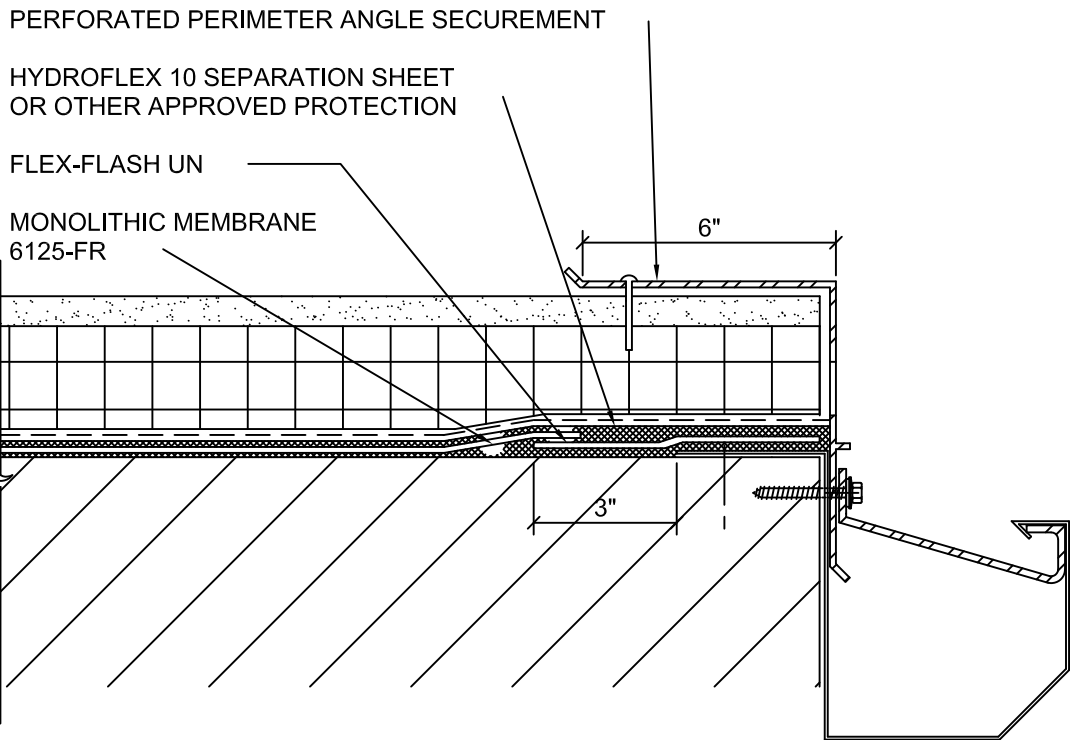 PERFORATED PERIMETER ANGLE SECUREMENT
HYDROFLEX 10 SEPARATION SHEET
OR OTHER APPROVED PROTECTION
FLEX-FLASH UN
MONOLITHIC MEMBRANE
6125-FR
6"
3"